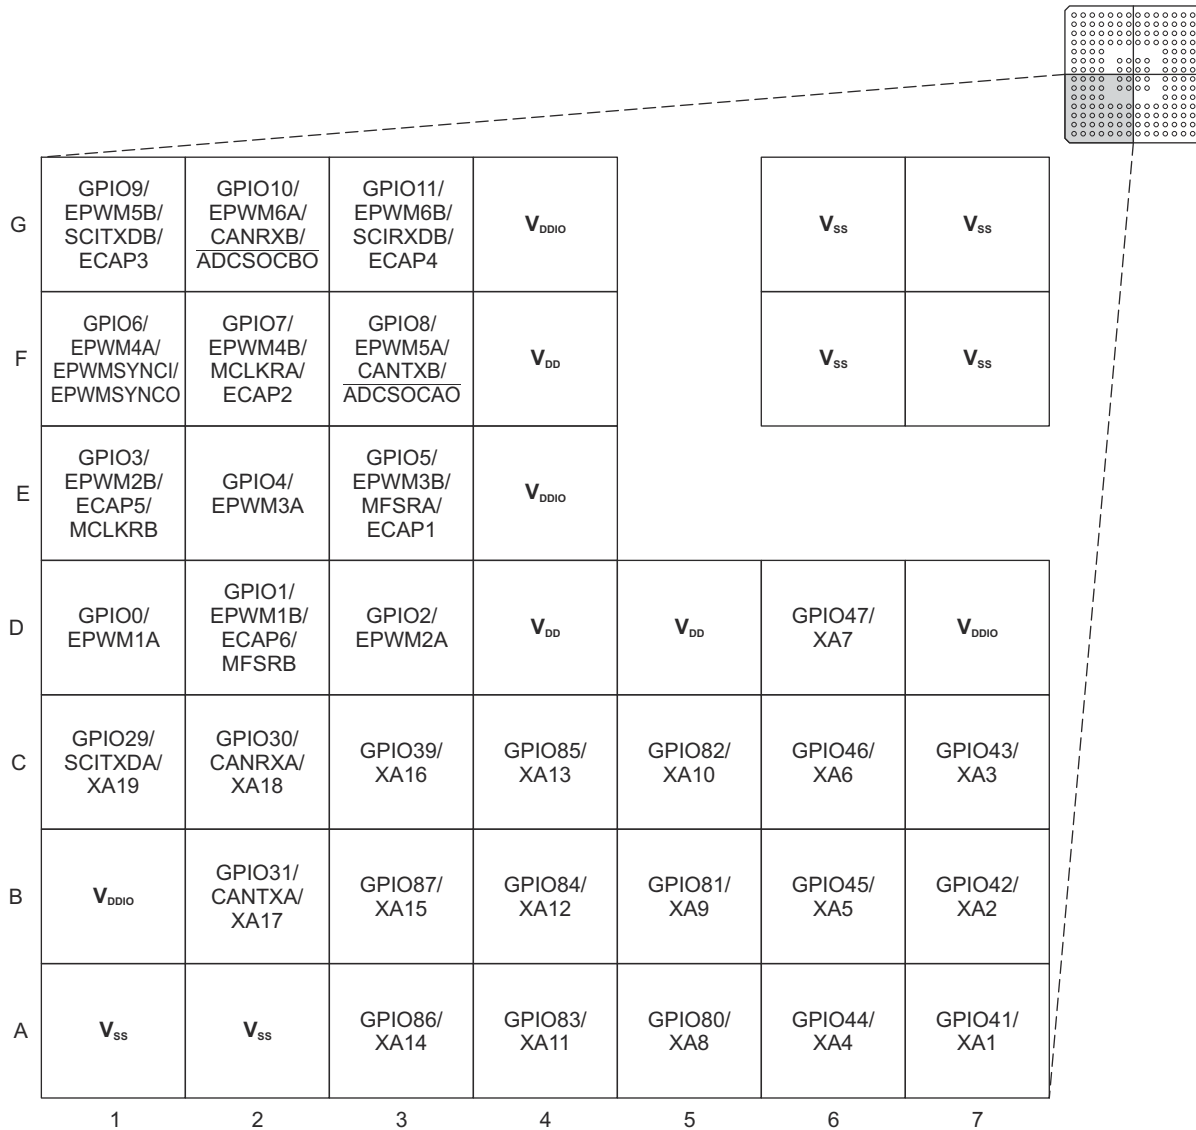 G
GPIO9/
EPWM5B/
SCITXDB/
ECAP3
GPIO10/
EPWM6A/
CANRXB/
ADCSOCBO
GPIO11/
EPWM6B/
SCIRXDB/
ECAP4
VDDIO
VSS
VSS
F
GPIO6/
EPWM4A/
EPWMSYNCI/
EPWMSYNCO
GPIO7/
EPWM4B/
MCLKRA/
ECAP2
GPIO8/
EPWM5A/
CANTXB/
ADCSOCAO
VDD
VSS
VSS
E
GPIO3/
EPWM2B/
ECAP5/
MCLKRB
GPIO4/
EPWM3A
GPIO5/
EPWM3B/
MFSRA/
ECAP1
VDDIO
D
GPIO0/
EPWM1A
GPIO1/
EPWM1B/
ECAP6/
MFSRB
GPIO2/
EPWM2A
VDD
VDD
GPIO47/
XA7
VDDIO
C
GPIO29/
SCITXDA/
XA19
GPIO30/
CANRXA/
XA18
GPIO39/
XA16
GPIO85/
XA13
GPIO82/
XA10
GPIO46/
XA6
GPIO43/
XA3
B
VDDIO
GPIO31/
CANTXA/
XA17
GPIO87/
XA15
GPIO84/
XA12
GPIO81/
XA9
GPIO45/
XA5
GPIO42/
XA2
A
VSS
VSS
GPIO86/
XA14
GPIO83/
XA11
GPIO80/
XA8
GPIO44/
XA4
GPIO41/
XA1
1 2 3 4 5 6 7